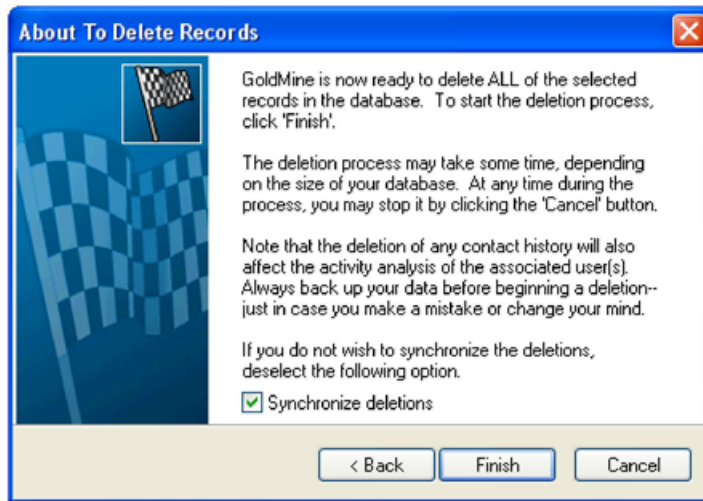 About To Delete Records
GoldMine is now ready to delete ALL of the selected
records in the database. To start the deletion process,
click 'Finish'.
The deletion process may take some time, depending
on the size of your database. At any time during the
process, you may stop it by clicking the 'Cancel' button.
Note that the deletion of any contact history will also
affect the activity analysis of the associated user(s).
Always back up your data before beginning a deletion--
just in case you make a mistake or change your mind.
If you do not wish to synchronize the deletions,
deselect the following option.
Synchronize deletions
< Back Finish Cancel